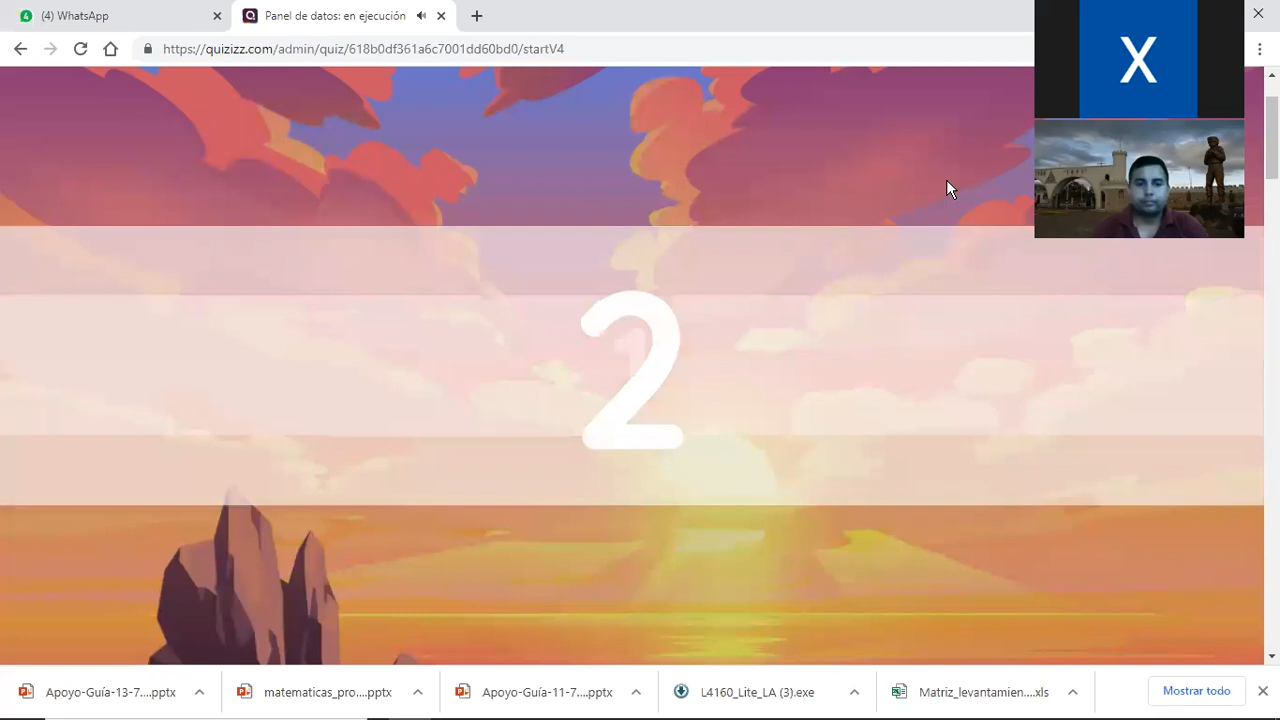 (4) WhatsApp
Panel de datos: en ejecución
https://quizizz.com/admin/quiz/618b0df361a6c7001dd60bd0/startV4
X
2
Apoyo-Guía-13-7....pptx
matematicas_pro....pptx
Apoyo-Guía-11-7....pptx
L4160_Lite_LA (3).exe
Matriz_levantamien....xls
Mostrar todo